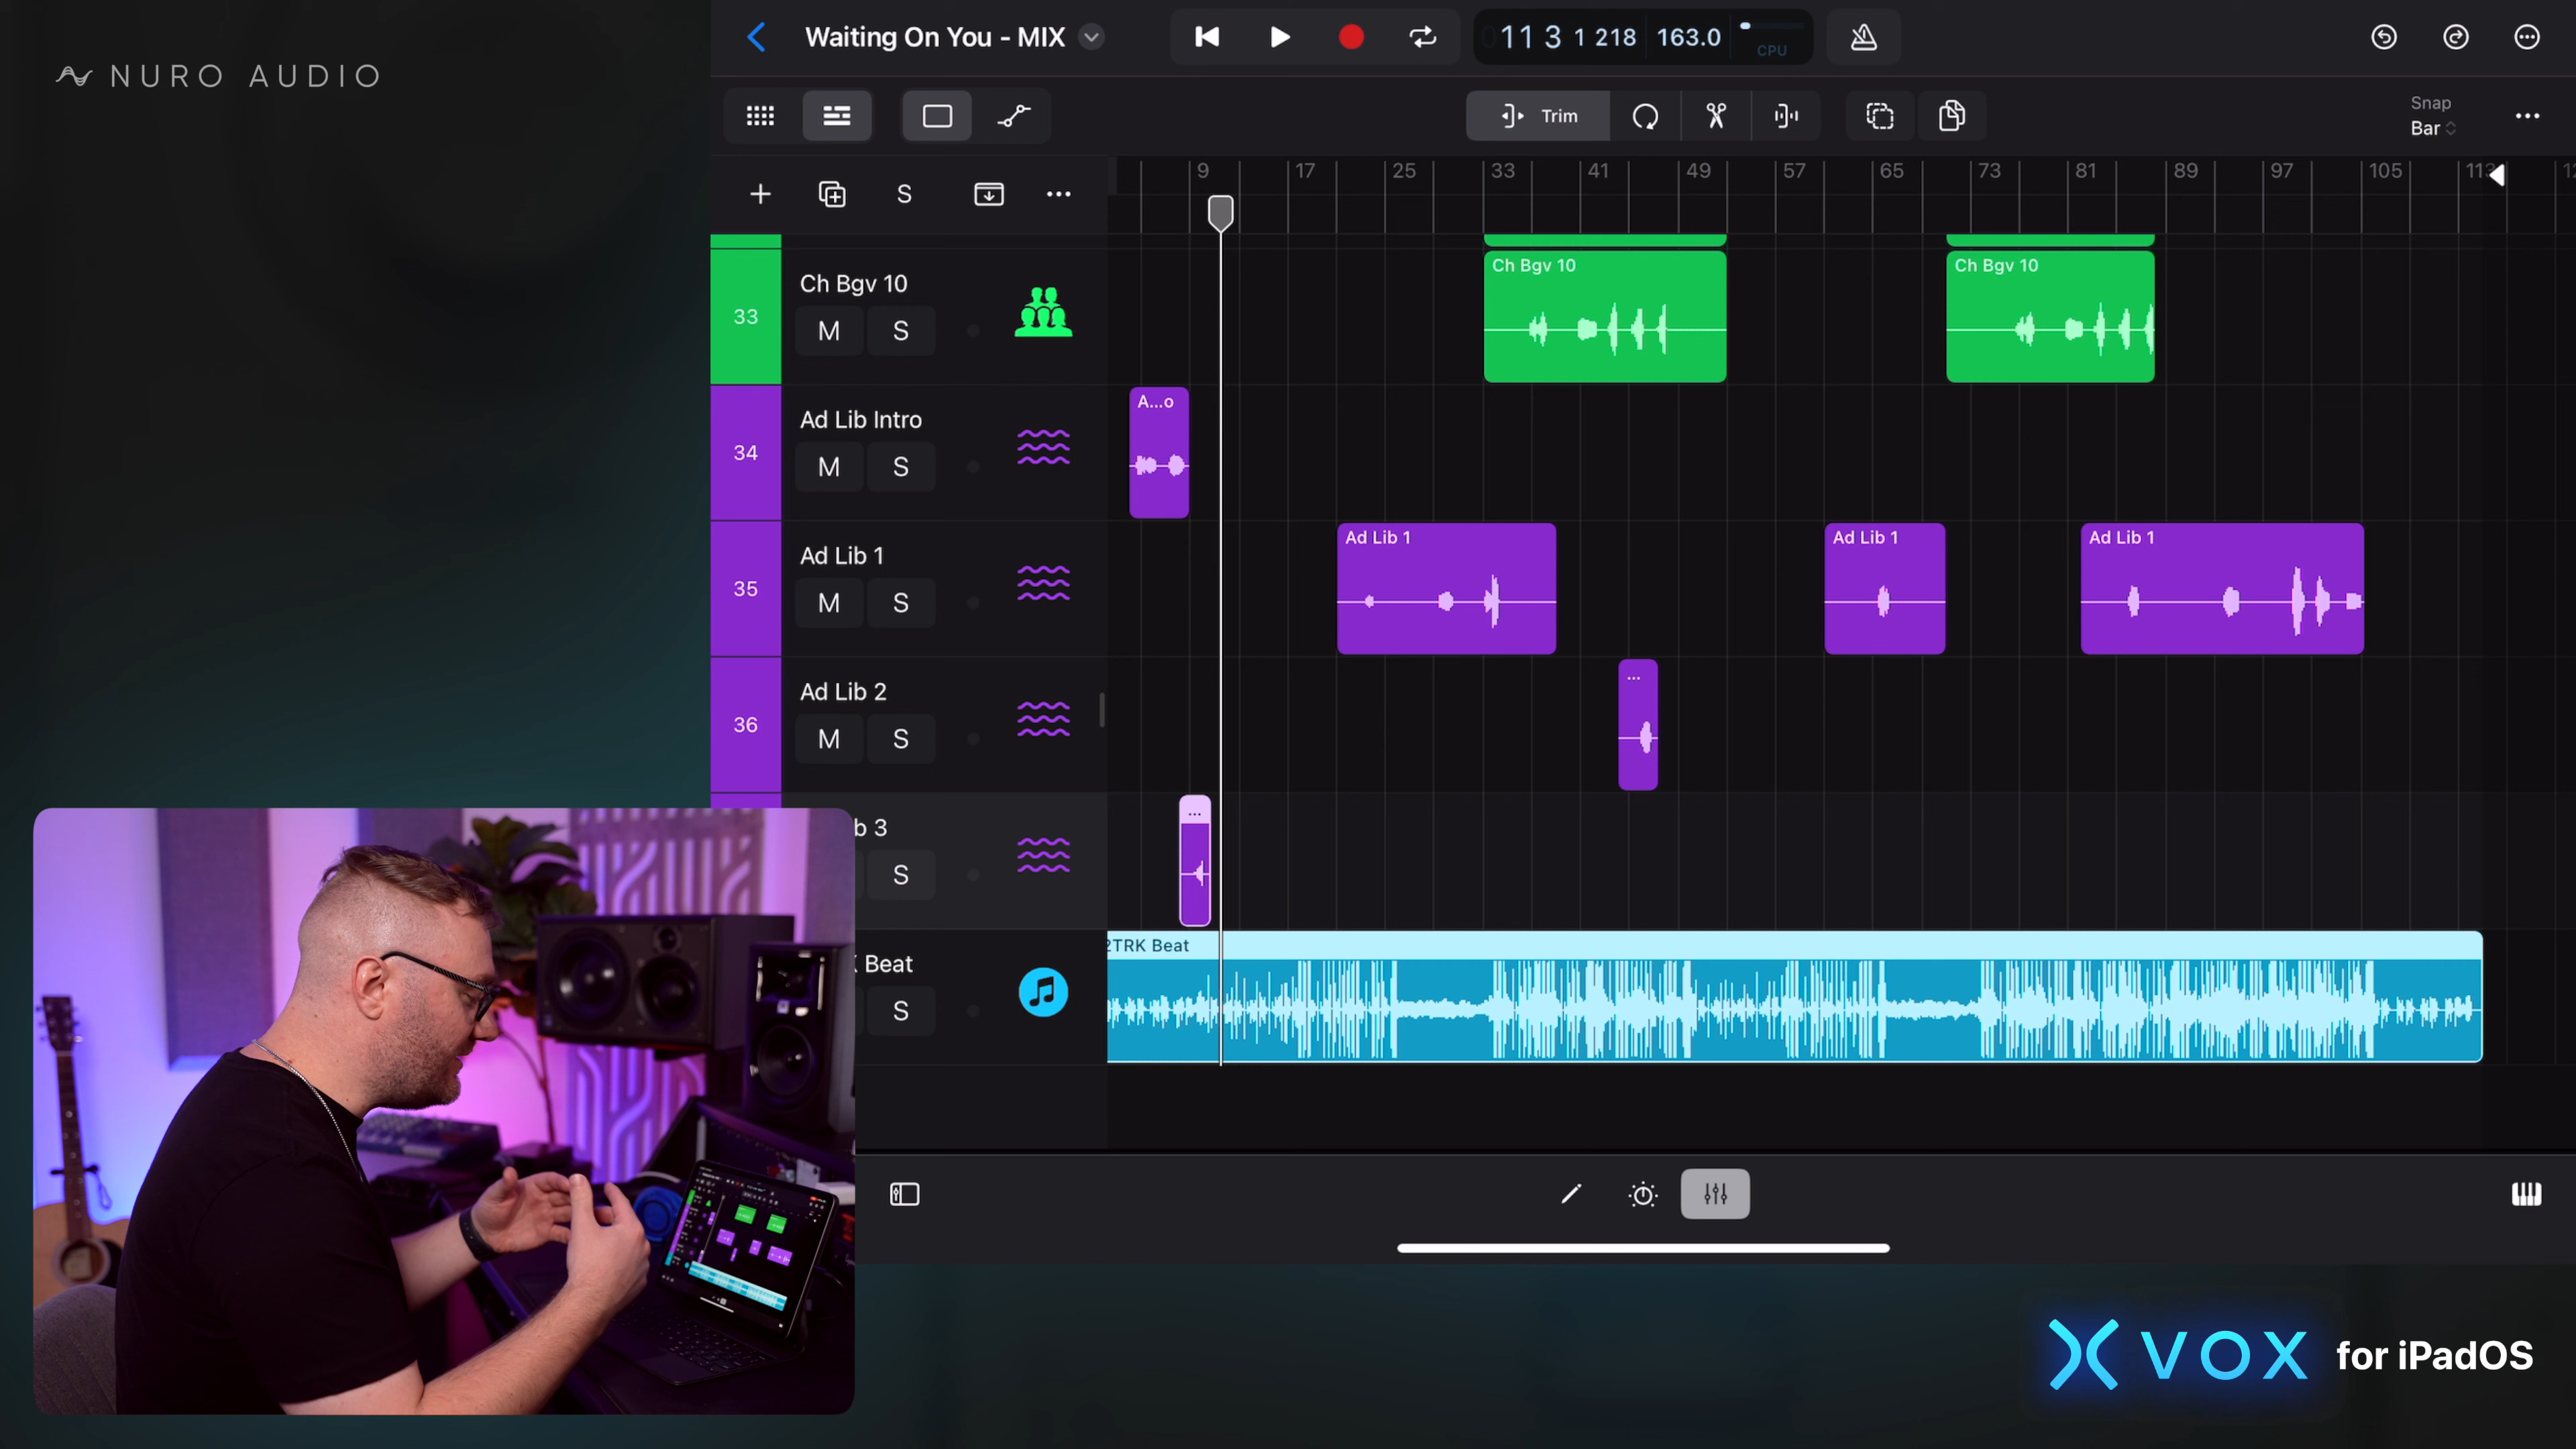 NURO AUDIO
Waiting On You - MIX
11 3 1 218 163.0
CPU
Trim
Snap
Bar
S
9 17 25 33 41 49 57 65 73 81 89 97 105 113
33
Ch Bgv 10
M S
Ch Bgv 10
Ch Bgv 10
34
Ad Lib Intro
M S
A...o
35
Ad Lib 1
M S
Ad Lib 1
Ad Lib 1
Ad Lib 1
36
Ad Lib 2
M S
...
b 3
S
...
Beat
S
2TRK Beat
VOX for iPadOS